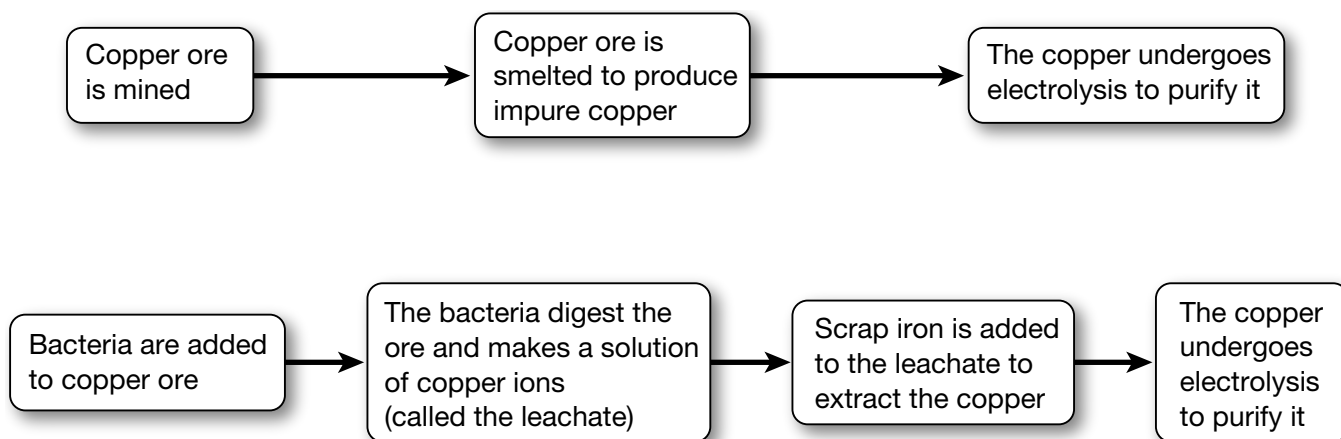 Copper ore
is mined
Copper ore is
smelted to produce
impure copper
The copper undergoes
electrolysis to purify it
Bacteria are added
to copper ore
The bacteria digest the
ore and makes a solution
of copper ions
(called the leachate)
Scrap iron is added
to the leachate to
extract the copper
The copper
undergoes
electrolysis
to purify it